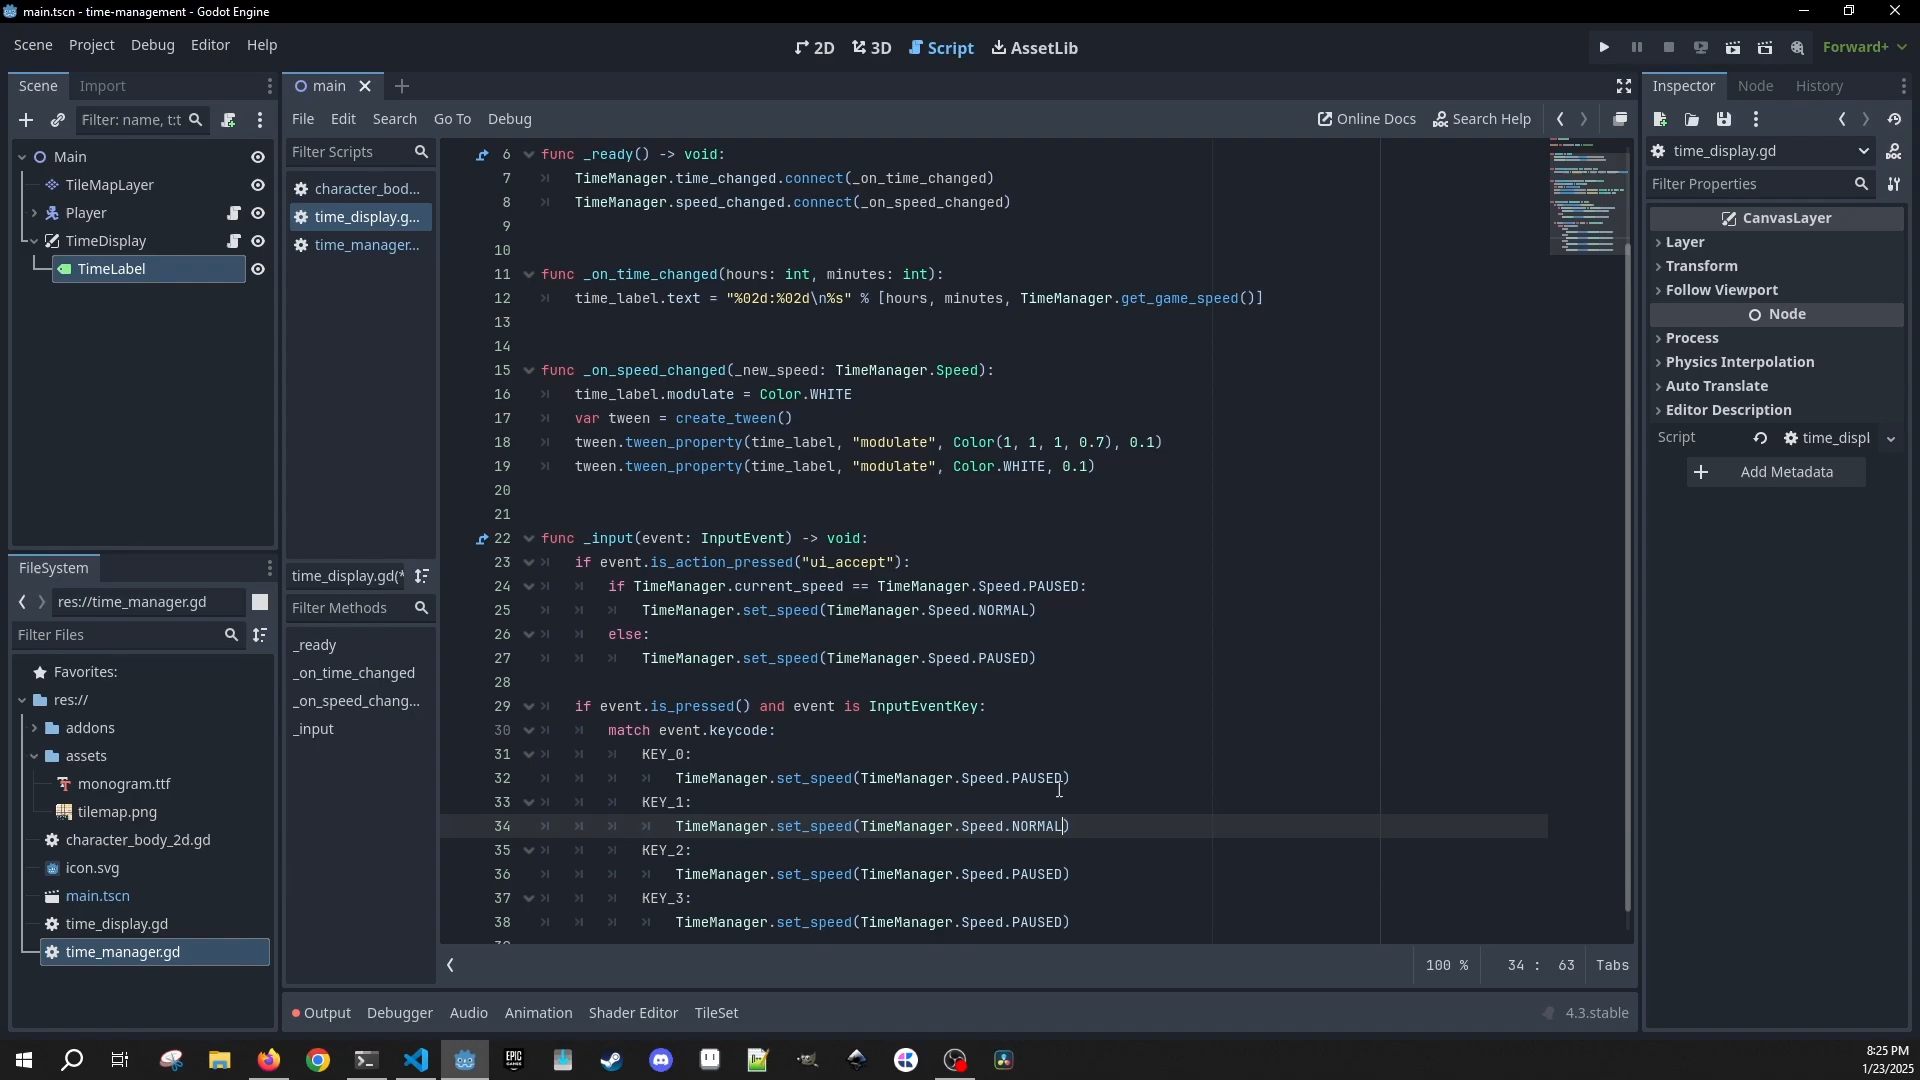 main.tscn - time-management - Godot Engine
Scene Project Debug Editor Help
2D 3D Script AssetLib
Forward+
Scene Import
Filter: name, t:t
Main
TileMapLayer
Player
TimeDisplay
TimeLabel
FileSystem
res://time_manager.gd
Filter Files
Favorites:
res://
addons
assets
monogram.ttf
tilemap.png
character_body_2d.gd
icon.svg
main.tscn
time_display.gd
time_manager.gd
main
File Edit Search Go To Debug
Online Docs Search Help
Filter Scripts
character_bod...
time_display.g...
time_manager...
time_display.gd(*
Filter Methods
_ready
_on_time_changed
_on_speed_chang...
_input
6 func _ready() -> void:
7 TimeManager.time_changed.connect(_on_time_changed)
8 TimeManager.speed_changed.connect(_on_speed_changed)
9
10
11 func _on_time_changed(hours: int, minutes: int):
12 time_label.text = "%02d:%02d\n%s" % [hours, minutes, TimeManager.get_game_speed()]
13
14
15 func _on_speed_changed(_new_speed: TimeManager.Speed):
16 time_label.modulate = Color.WHITE
17 var tween = create_tween()
18 tween.tween_property(time_label, "modulate", Color(1, 1, 1, 0.7), 0.1)
19 tween.tween_property(time_label, "modulate", Color.WHITE, 0.1)
20
21
22 func _input(event: InputEvent) -> void:
23 if event.is_action_pressed("ui_accept"):
24 if TimeManager.current_speed == TimeManager.Speed.PAUSED:
25 TimeManager.set_speed(TimeManager.Speed.NORMAL)
26 else:
27 TimeManager.set_speed(TimeManager.Speed.PAUSED)
28
29 if event.is_pressed() and event is InputEventKey:
30 match event.keycode:
31 KEY_0:
32 TimeManager.set_speed(TimeManager.Speed.PAUSED)
33 KEY_1:
34 TimeManager.set_speed(TimeManager.Speed.NORMAL)
35 KEY_2:
36 TimeManager.set_speed(TimeManager.Speed.PAUSED)
37 KEY_3:
38 TimeManager.set_speed(TimeManager.Speed.PAUSED)
100 % 34 : 63 Tabs
Output Debugger Audio Animation Shader Editor TileSet
4.3.stable
Inspector Node History
time_display.gd
Filter Properties
CanvasLayer
Layer
Transform
Follow Viewport
Node
Process
Physics Interpolation
Auto Translate
Editor Description
Script time_displ
Add Metadata
EPIC GAMES
8:25 PM
1/23/2025